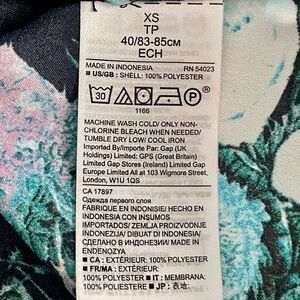 XS
TP
40/83-85см
ECH
MADE IN INDONESIA RN 54023
■ US/GB : SHELL: 100% POLYESTER
30
1166
MACHINE WASH COLD/ ONLY NON-
CHLORINE BLEACH WHEN NEEDED/
TUMBLE DRY LOW/ COOL IRON
Imported By/Importe Par: Gap (UK
Holdings) Limited: GPS (Great Britain)
Limited Gap Stores (Ireland) Limited Gap
Europe Limited All at 103 Wigmore Street,
London, W1U 1QS
CA 17897
Одежда первого слоя
FABRIQUE EN INDONISIE/ HECHO EN
INDONESIA CON INSUMOS
IMPORTADOS/ ZEMLJA PROIZVODNJE
INDONEZIJA/ DIBUAT DI INDONESIA/
СДЕЛАНО В ИНДОНЕЗИИ/ MADE IN
ENDENOZYA
■ CA : EXTÉRIEUR: 100% POLYESTER
■ FR/MA : EXTÉRIEUR:
100% POLYESTER ■ IT: MEMBRANA:
100% POLIESTERE ■ JP : 表地: